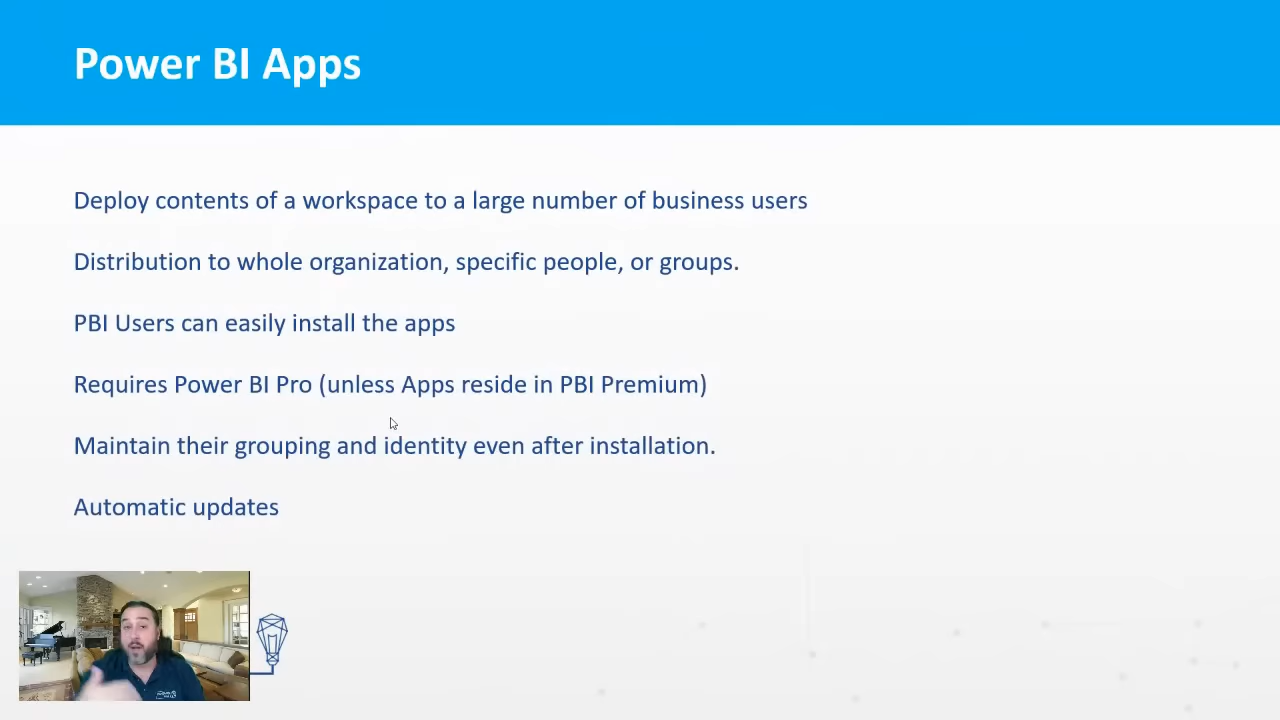 Power BI Apps
Deploy contents of a workspace to a large number of business users
Distribution to whole organization, specific people, or groups.
PBI Users can easily install the apps
Requires Power BI Pro (unless Apps reside in PBI Premium)
Maintain their grouping and identity even after installation.
Automatic updates